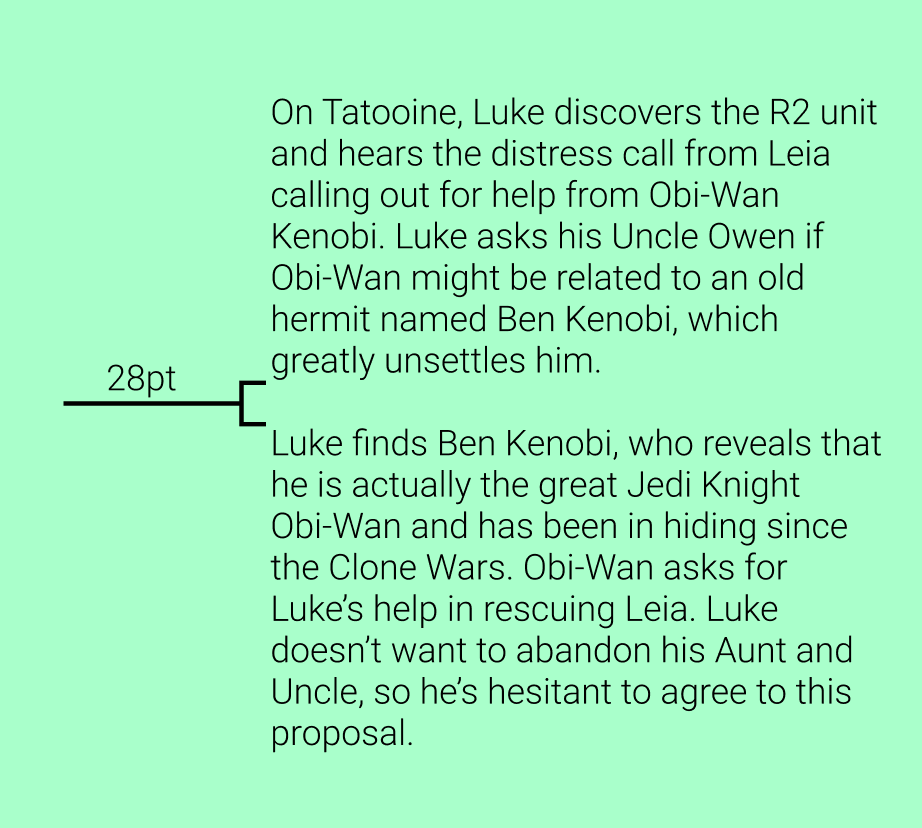 On Tatooine, Luke discovers the R2 unit
and hears the distress call from Leia
calling out for help from Obi-Wan
Kenobi. Luke asks his Uncle Owen if
Obi-Wan might be related to an old
hermit named Ben Kenobi, which
greatly unsettles him.
28pt
Luke finds Ben Kenobi, who reveals that
he is actually the great Jedi Knight
Obi-Wan and has been in hiding since
the Clone Wars. Obi-Wan asks for
Luke’s help in rescuing Leia. Luke
doesn’t want to abandon his Aunt and
Uncle, so he’s hesitant to agree to this
proposal.